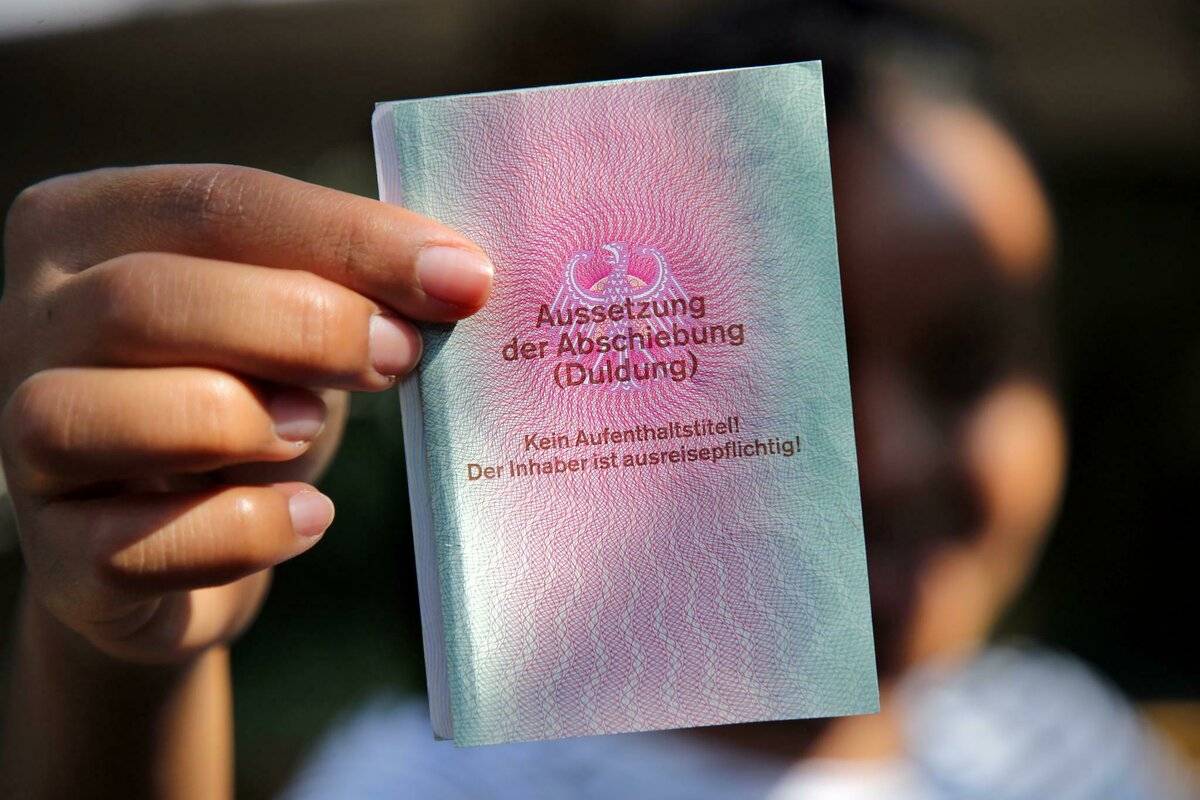 Aussetzung
der Abschiebung
(Duldung)
Kein Aufenthaltstitel!
Der Inhaber ist ausreisepflichtig!